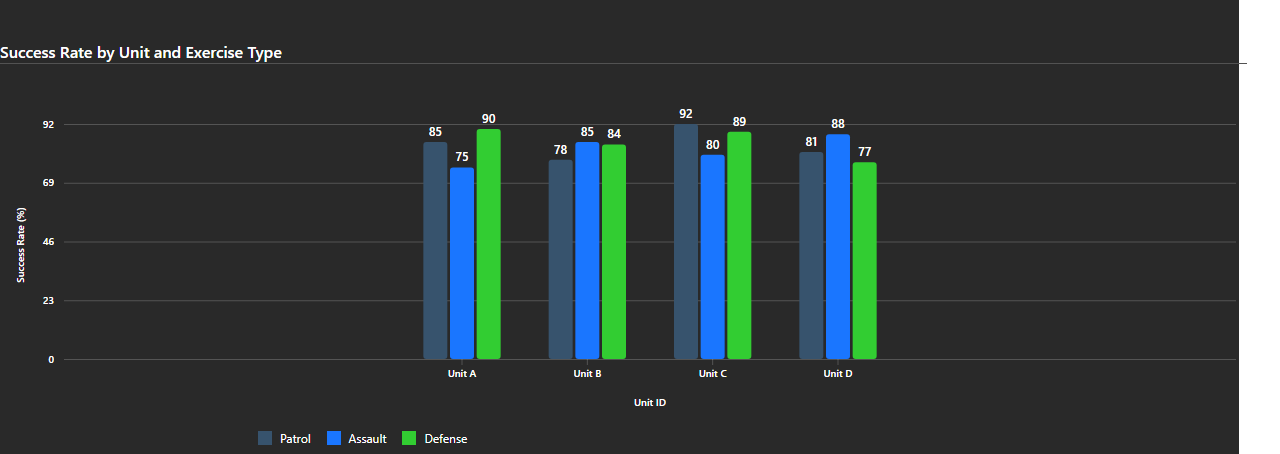 Success Rate by Unit and Exercise Type
Success Rate (%)
92
69
46
23
0
85 75 90
78 85 84
92 80 89
81 88 77
Unit A Unit B Unit C Unit D
Unit ID
Patrol Assault Defense